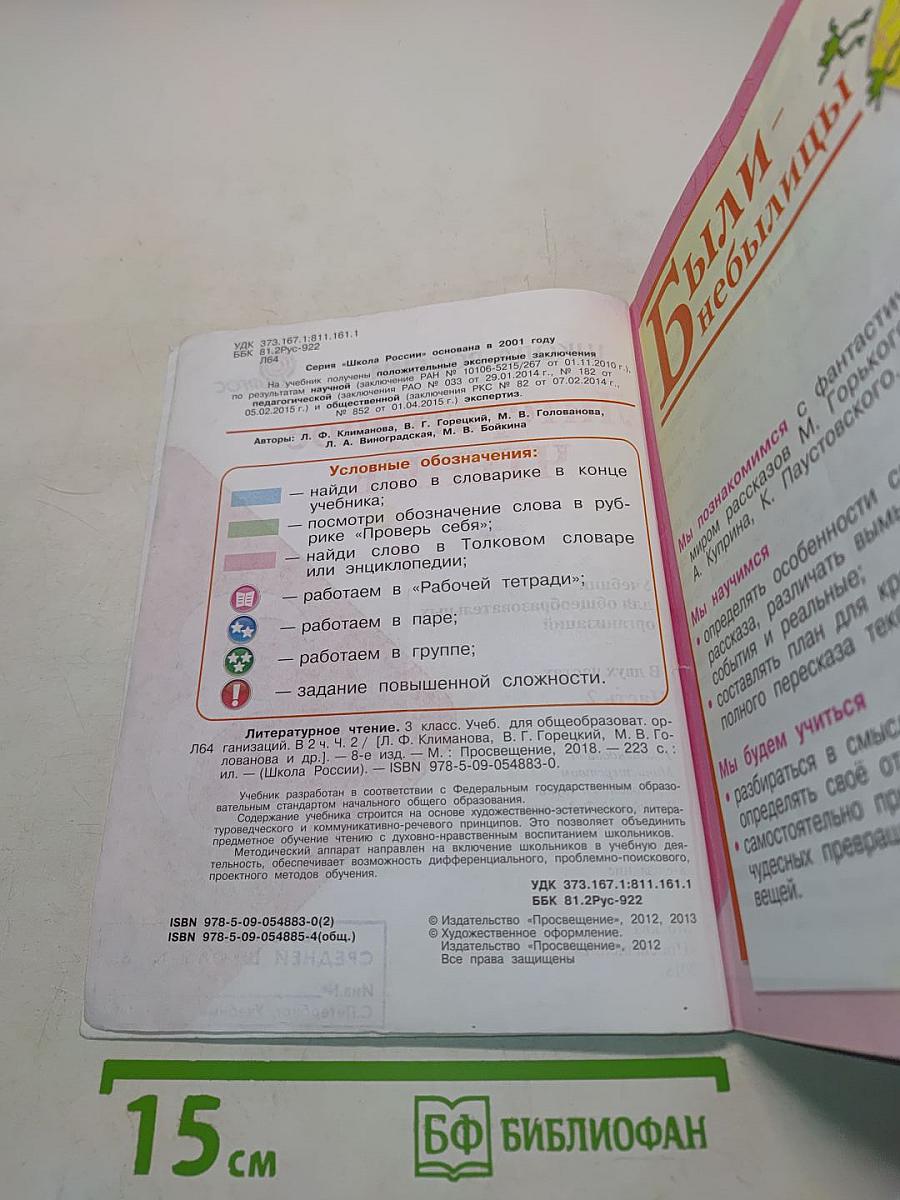 УДК 373.167.1:811.161.1
ББК 81.2Рус-922
Л64
Серия «Школа России» основана в 2001 году
На учебник получены положительные экспертные заключения
по результатам научной (заключение РАН № 10106-5215/267 от 01.11.2010 г.),
педагогической (заключения РАО № 033 от 29.01.2014 г., № 182 от
05.02.2015 г.) и общественной (заключения РКС № 82 от 07.02.2014 г.,
№ 852 от 01.04.2015 г.) экспертиз.
Авторы: Л. Ф. Климанова, В. Г. Горецкий, М. В. Голованова,
Л. А. Виноградская, М. В. Бойкина
Условные обозначения:
— найди слово в словарике в конце
учебника;
— посмотри обозначение слова в руб-
рике «Проверь себя»;
— найди слово в Толковом словаре
или энциклопедии;
— работаем в «Рабочей тетради»;
— работаем в паре;
— работаем в группе;
— задание повышенной сложности.
Литературное чтение. 3 класс. Учеб. для общеобразоват. ор-
Л64 ганизаций. В 2 ч. Ч. 2 / [Л. Ф. Климанова, В. Г. Горецкий, М. В. Го-
лованова и др.]. — 8-е изд. — М. : Просвещение, 2018. — 223 с. :
ил. — (Школа России). — ISBN 978-5-09-054883-0.
Учебник разработан в соответствии с Федеральным государственным образо-
вательным стандартом начального общего образования.
Содержание учебника строится на основе художественно-эстетического, литера-
туроведческого и коммуникативно-речевого принципов. Это позволяет объединить
предметное обучение чтению с духовно-нравственным воспитанием школьников.
Методический аппарат направлен на включение школьников в учебную дея-
тельность, обеспечивает возможность дифференциального, проблемно-поискового,
проектного методов обучения.
УДК 373.167.1:811.161.1
ББК 81.2Рус-922
ISBN 978-5-09-054883-0(2)
ISBN 978-5-09-054885-4(общ.)
© Издательство «Просвещение», 2012, 2013
© Художественное оформление.
Издательство «Просвещение», 2012
Все права защищены
Были –
небылицы
Мы познакомимся с
миром рассказов М. Горького
А. Куприна, К. Паустовского.
Мы научимся
• определять особенности
рассказа, различать
события и реальные;
• составлять план для
полного пересказа
Мы будем учиться
• разбираться в
определять своё
• самостоятельно
чудесных
вещей.
15 см
БФ БИБЛИОФАН